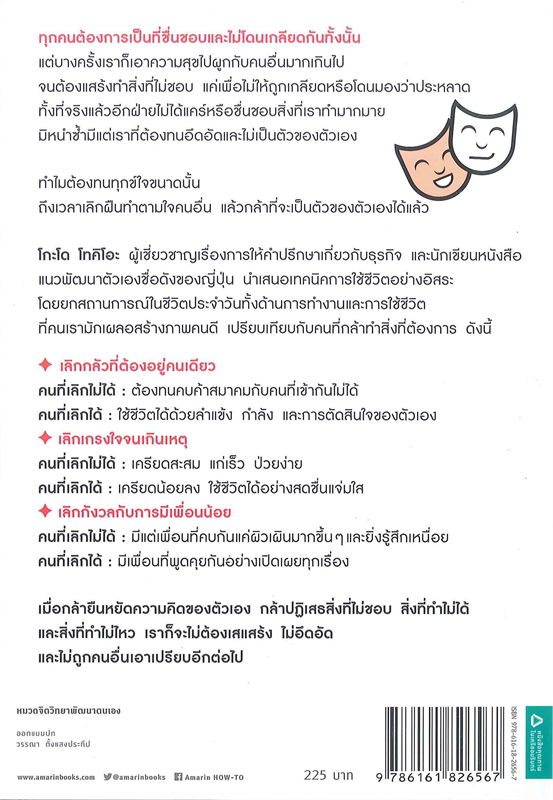 ทุกคนต้องการเป็นที่ชื่นชอบและไม่โดนเกลียดกันทั้งนั้น
แต่บางครั้งเราก็เอาความสุขไปผูกกับคนอื่นมากเกินไป
จนต้องแสร้งทำสิ่งที่ไม่ชอบ แค่เพื่อไม่ให้ถูกเกลียดหรือโดนมองว่าประหลาด
ทั้งที่จริงแล้วอีกฝ่ายไม่ได้แคร์หรือชื่นชอบสิ่งที่เราทำมากมาย
มิหนำซ้ำมีแต่เราที่ต้องทนอึดอัดและไม่เป็นตัวของตัวเอง
ทำไมต้องทนทุกข์ใจขนาดนั้น
ถึงเวลาเลิกฝืนทำตามใจคนอื่น แล้วกล้าที่จะเป็นตัวของตัวเองได้แล้ว
โกะโด โทคิโอะ ผู้เชี่ยวชาญเรื่องการให้คำปรึกษาเกี่ยวกับธุรกิจ และนักเขียนหนังสือ
แนวพัฒนาตัวเองชื่อดังของญี่ปุ่น นำเสนอเทคนิคการใช้ชีวิตอย่างอิสระ
โดยยกสถานการณ์ในชีวิตประจำวันทั้งด้านการทำงานและการใช้ชีวิต
ที่คนเรามักเผลอสร้างภาพคนดี เปรียบเทียบกับคนที่กล้าทำสิ่งที่ต้องการ ดังนี้
✦ เลิกกลัวที่ต้องอยู่คนเดียว
คนที่เลิกไม่ได้ : ต้องทนคบค้าสมาคมกับคนที่เข้ากันไม่ได้
คนที่เลิกได้ : ใช้ชีวิตได้ด้วยลำแข้ง กำลัง และการตัดสินใจของตัวเอง
✦ เลิกเกรงใจจนเกินเหตุ
คนที่เลิกไม่ได้ : เครียดสะสม แก่เร็ว ป่วยง่าย
คนที่เลิกได้ : เครียดน้อยลง ใช้ชีวิตได้อย่างสดชื่นแจ่มใส
✦ เลิกกังวลกับการมีเพื่อนน้อย
คนที่เลิกไม่ได้ : มีแต่เพื่อนที่คบกันแค่ผิวเผินมากขึ้นๆ และยิ่งรู้สึกเหนื่อย
คนที่เลิกได้ : มีเพื่อนที่พูดคุยกันอย่างเปิดเผยทุกเรื่อง
เมื่อกล้ายืนหยัดความคิดของตัวเอง กล้าปฏิเสธสิ่งที่ไม่ชอบ สิ่งที่ทำไม่ได้
และสิ่งที่ทำไม่ไหว เราก็จะไม่ต้องเสแสร้ง ไม่อึดอัด
และไม่ถูกคนอื่นเอาเปรียบอีกต่อไป
หมวดจิตวิทยาพัฒนาตนเอง
ออกแบบปก
วรรณา ตั้งแสงประทีป
www.amarinbooks.com @amarinbooks Amarin HOW-TO
225 บาท
9 786161 826567
ISBN 978-616-18-2656-7
หนังสือคุณภาพ
ในเครืออมรินทร์